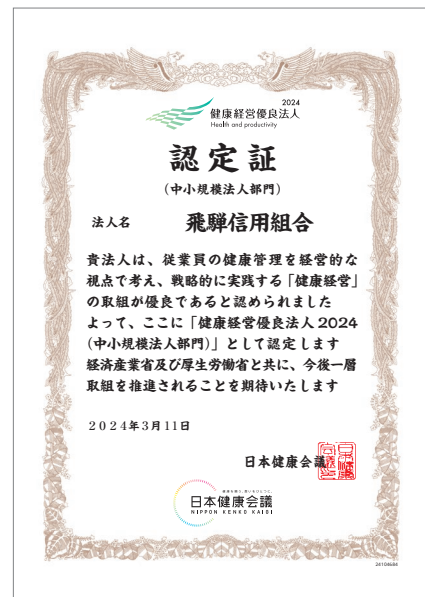 2024
健康経営優良法人
Health and productivity
認定証
(中小規模法人部門)
法人名 飛騨信用組合
貴法人は、従業員の健康管理を経営的な
視点で考え、戦略的に実践する「健康経営」
の取組が優良であると認められました
よって、ここに「健康経営優良法人2024
(中小規模法人部門)」として認定します
経済産業省及び厚生労働省と共に、今後一層
取組を推進されることを期待いたします
2024年3月11日
日本健康会議
日本健康会議
NIPPON KENKO KAIGI
24104684